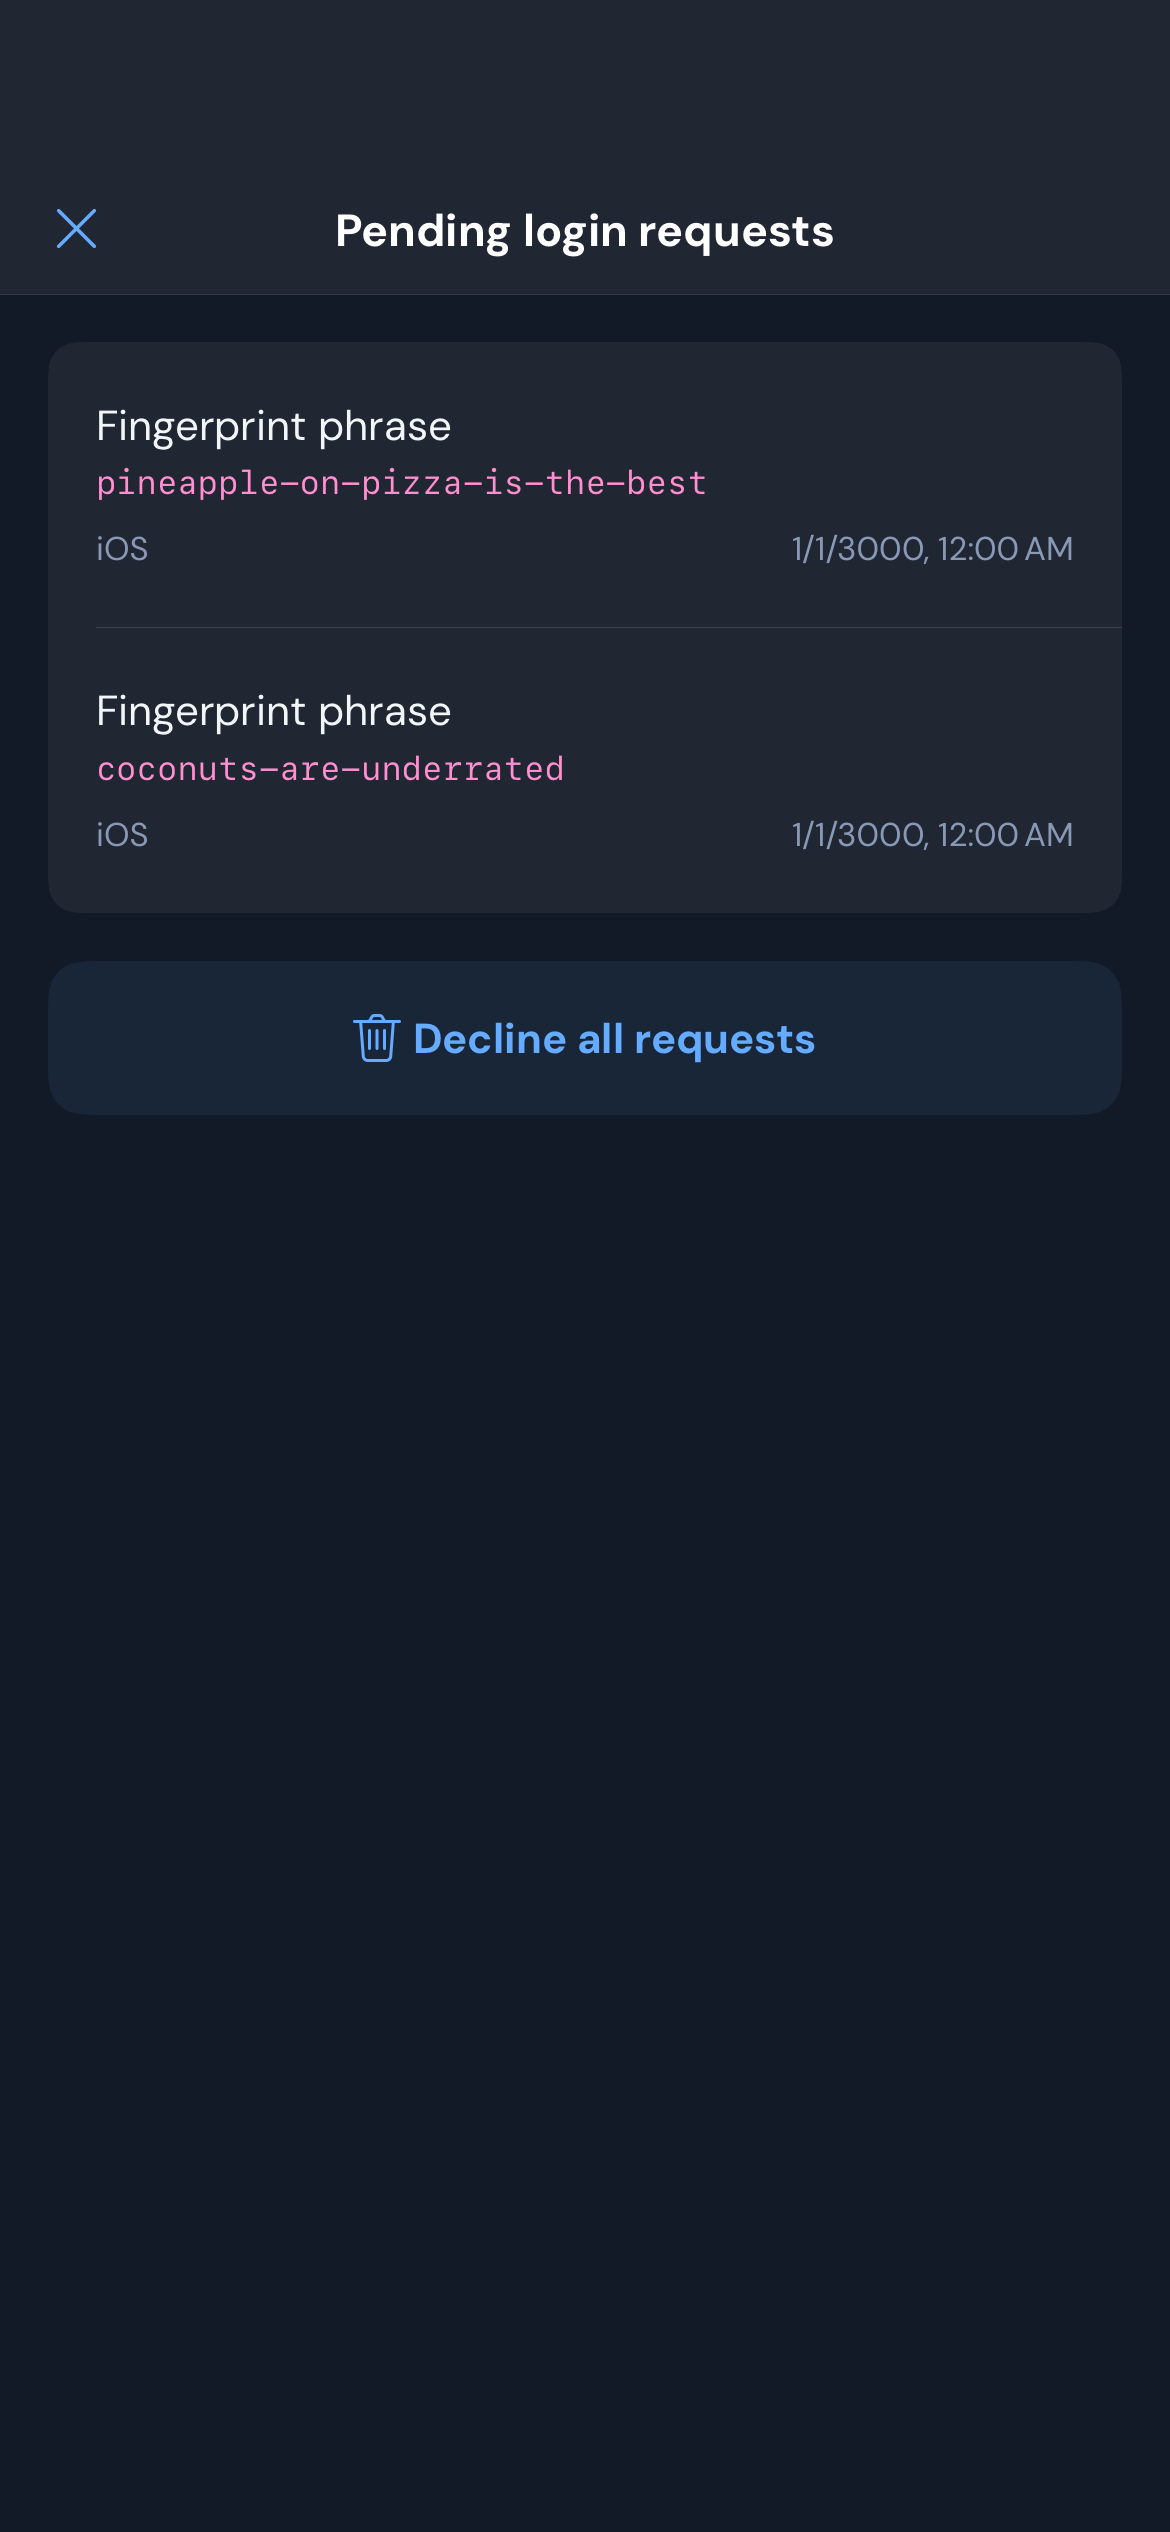 Pending login requests
Fingerprint phrase
pineapple-on-pizza-is-the-best
iOS
1/1/3000, 12:00 AM
Fingerprint phrase
coconuts-are-underrated
iOS
1/1/3000, 12:00 AM
Decline all requests